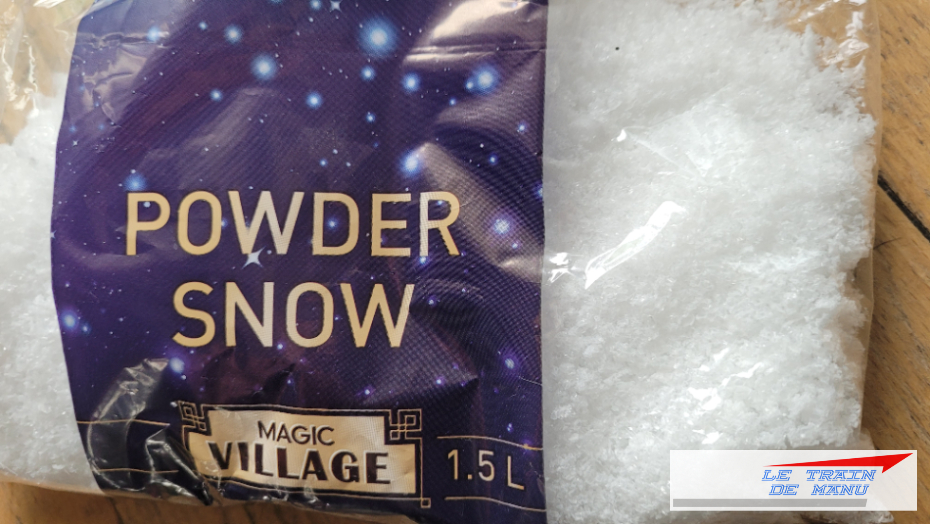 POWDER
SNOW
MAGIC
VILLAGE
1.5 L
LE TRAIN
DE MANU